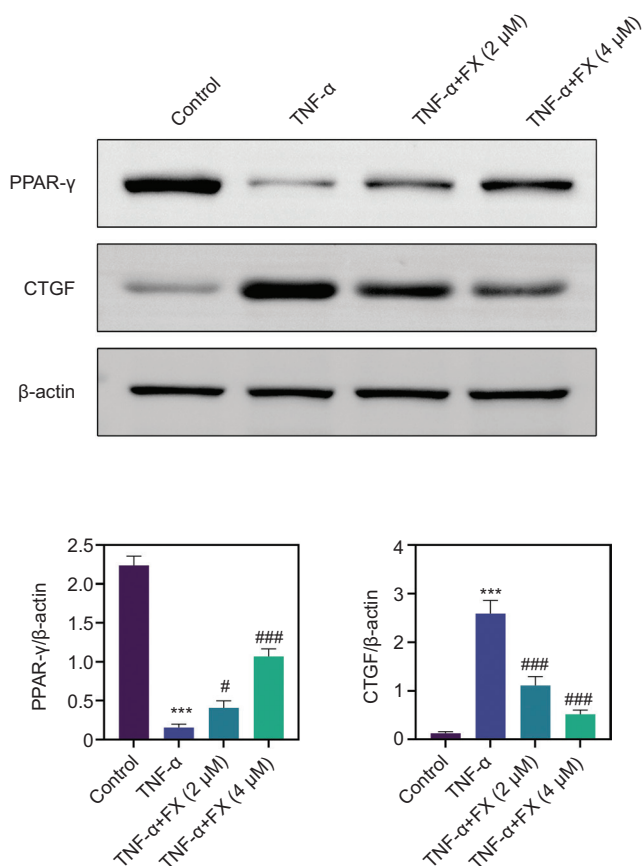 Control
TNF-α
TNF-α+FX (2 µM)
TNF-α+FX (4 µM)
PPAR-γ
CTGF
β-actin
PPAR-γ/β-actin
2.5
2.0
1.5
1.0
0.5
0
***
#
###
Control
TNF-α
TNF-α+FX (2 µM)
TNF-α+FX (4 µM)
CTGF/β-actin
4
3
2
1
0
***
###
###
Control
TNF-α
TNF-α+FX (2 µM)
TNF-α+FX (4 µM)